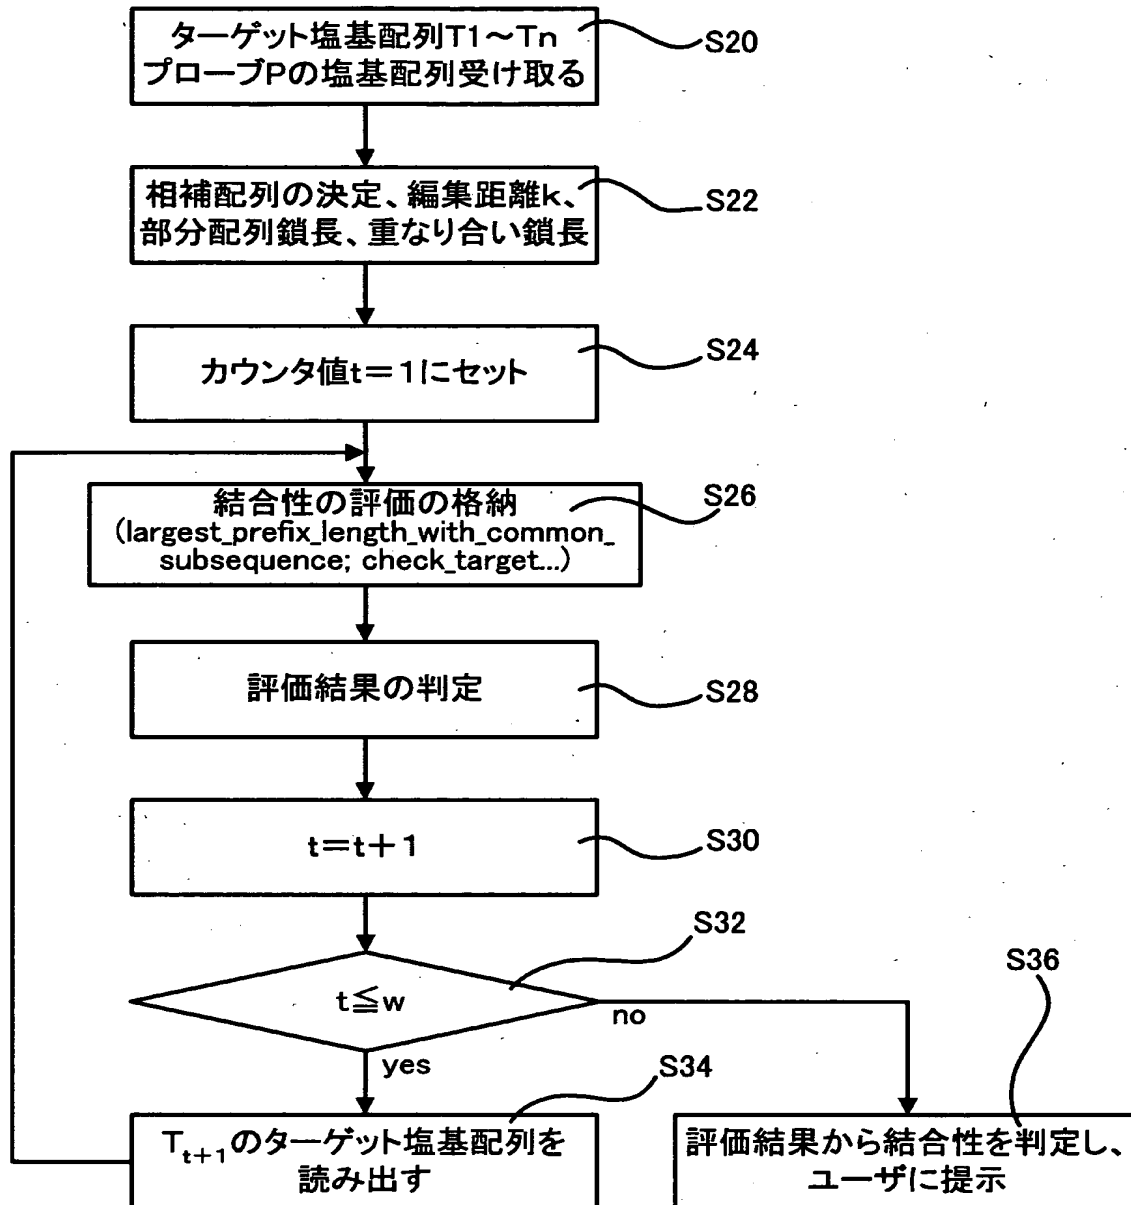 ターゲット塩基配列T1～Tn
プローブPの塩基配列受け取る
S20
相補配列の決定、編集距離k、
部分配列鎖長、重なり合い鎖長
S22
カウンタ値t＝1にセット
S24
結合性の評価の格納
(largest_prefix_length_with_common_
subsequence; check_target...)
S26
評価結果の判定
S28
t＝t＋1
S30
t≦w
S32
no
yes
T_{t+1}のターゲット塩基配列を
読み出す
S34
評価結果から結合性を判定し、
ユーザに提示
S36